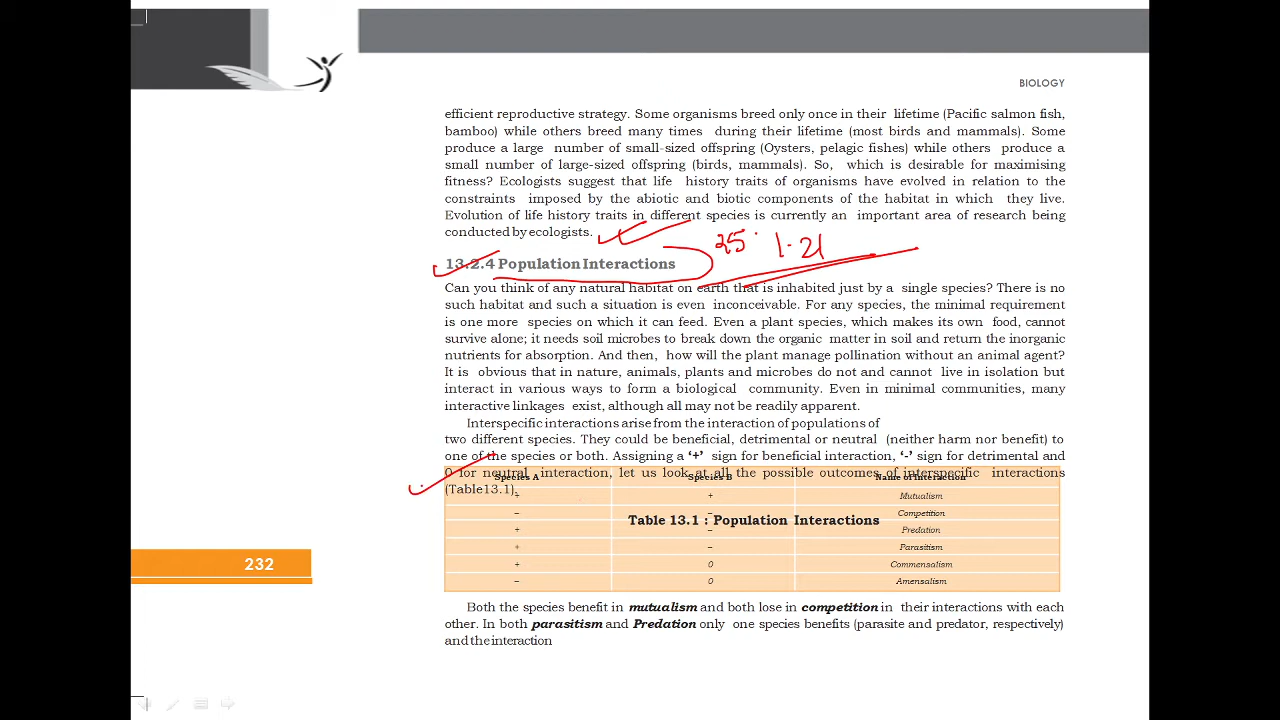 BIOLOGY
efficient reproductive strategy. Some organisms breed only once in their lifetime (Pacific salmon fish,
bamboo) while others breed many times during their lifetime (most birds and mammals). Some
produce a large number of small-sized offspring (Oysters, pelagic fishes) while others produce a
small number of large-sized offspring (birds, mammals). So, which is desirable for maximising
fitness? Ecologists suggest that life history traits of organisms have evolved in relation to the
constraints imposed by the abiotic and biotic components of the habitat in which they live.
Evolution of life history traits in different species is currently an important area of research being
conducted by ecologists.
25 1.21
13.2.4 Population Interactions
Can you think of any natural habitat on earth that is inhabited just by a single species? There is no
such habitat and such a situation is even inconceivable. For any species, the minimal requirement
is one more species on which it can feed. Even a plant species, which makes its own food, cannot
survive alone; it needs soil microbes to break down the organic matter in soil and return the inorganic
nutrients for absorption. And then, how will the plant manage pollination without an animal agent?
It is obvious that in nature, animals, plants and microbes do not and cannot live in isolation but
interact in various ways to form a biological community. Even in minimal communities, many
interactive linkages exist, although all may not be readily apparent.
Interspecific interactions arise from the interaction of populations of
two different species. They could be beneficial, detrimental or neutral (neither harm nor benefit) to
one of the species or both. Assigning a ‘+’ sign for beneficial interaction, ‘-’ sign for detrimental and
0 for neutral interaction, let us look at all the possible outcomes of interspecific interactions
(Table13.1).
Species A Species B Name of Interaction
+ + Mutualism
– – Competition
Table 13.1 : Population Interactions
+ – Predation
+ – Parasitism
+ 0 Commensalism
– 0 Amensalism
232
Both the species benefit in mutualism and both lose in competition in their interactions with each
other. In both parasitism and Predation only one species benefits (parasite and predator, respectively)
and the interaction